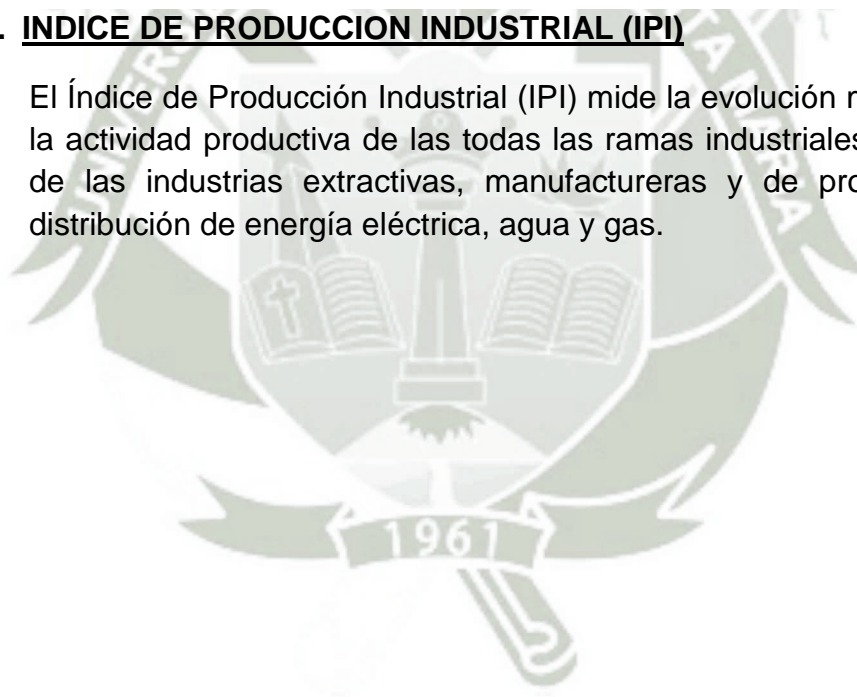 . INDICE DE PRODUCCION INDUSTRIAL (IPI)
El Índice de Producción Industrial (IPI) mide la evolución
la actividad productiva de las todas las ramas industriales
de las industrias extractivas, manufactureras y de
distribución de energía eléctrica, agua y gas.
1961